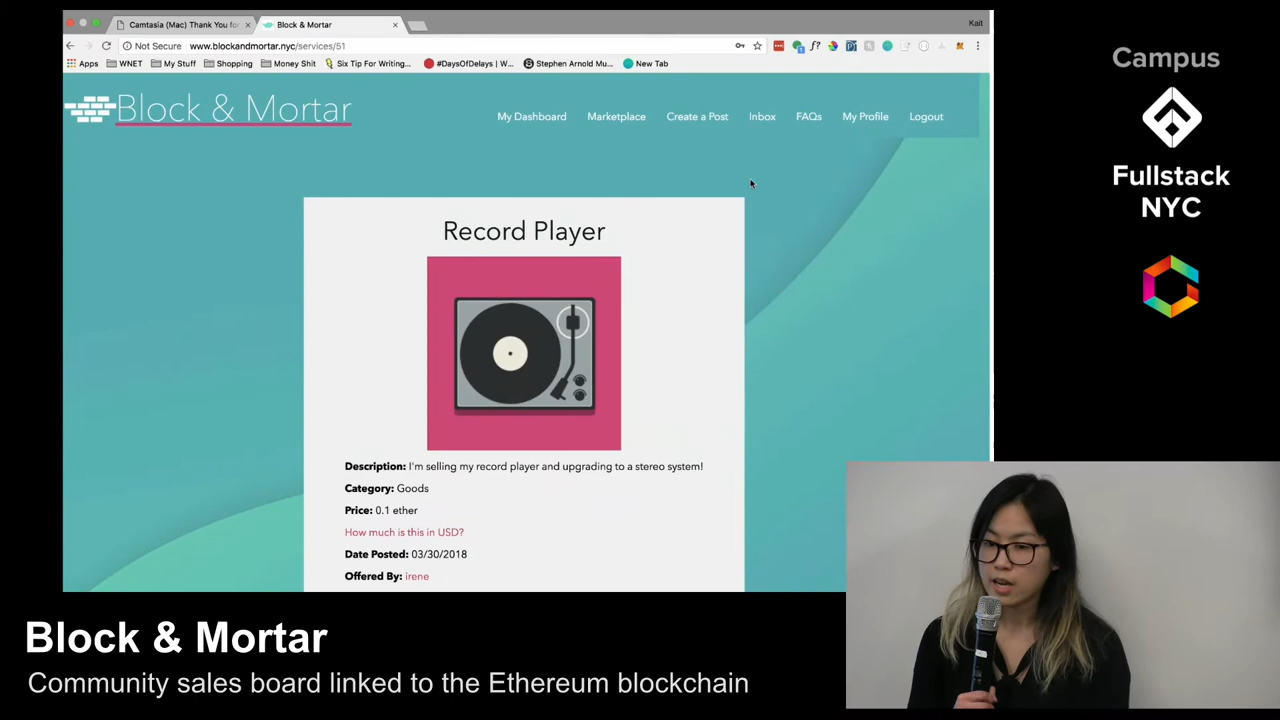 Camtasia (Mac) Thank You for
Block & Mortar
Kait
Not Secure
www.blockandmortar.nyc/services/51
f?
Apps
WNET
My Stuff
Shopping
Money Shit
Six Tip For Writing...
#DaysOfDelays | W...
Stephen Arnold Mu...
New Tab
Block & Mortar
My Dashboard
Marketplace
Create a Post
Inbox
FAQs
My Profile
Logout
Record Player
Description: I'm selling my record player and upgrading to a stereo system!
Category: Goods
Price: 0.1 ether
How much is this in USD?
Date Posted: 03/30/2018
Offered By: irene
Campus
Fullstack
NYC
Block & Mortar
Community sales board linked to the Ethereum blockchain